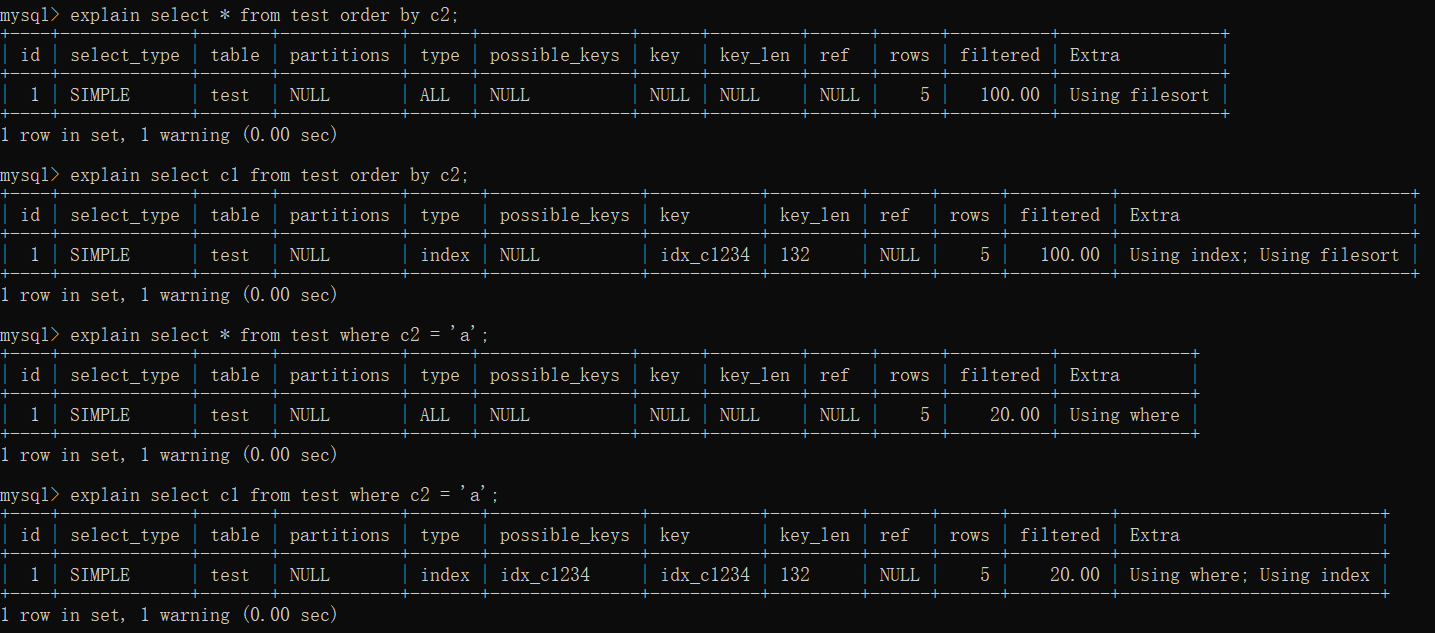 mysql> explain select * from test order by c2;
+----+-------------+-------+------------+------+---------------+------+---------+------+------+----------+----------------+
| id | select_type | table | partitions | type | possible_keys | key | key_len | ref | rows | filtered | Extra |
+----+-------------+-------+------------+------+---------------+------+---------+------+------+----------+----------------+
| 1 | SIMPLE | test | NULL | ALL | NULL | NULL | NULL | NULL | 5 | 100.00 | Using filesort |
+----+-------------+-------+------------+------+---------------+------+---------+------+------+----------+----------------+
1 row in set, 1 warning (0.00 sec)
mysql> explain select c1 from test order by c2;
+----+-------------+-------+------------+-------+---------------+-----------+---------+------+------+----------+-----------------------------+
| id | select_type | table | partitions | type | possible_keys | key | key_len | ref | rows | filtered | Extra |
+----+-------------+-------+------------+-------+---------------+-----------+---------+------+------+----------+-----------------------------+
| 1 | SIMPLE | test | NULL | index | NULL | idx_c1234 | 132 | NULL | 5 | 100.00 | Using index; Using filesort |
+----+-------------+-------+------------+-------+---------------+-----------+---------+------+------+----------+-----------------------------+
1 row in set, 1 warning (0.00 sec)
mysql> explain select * from test where c2 = 'a';
+----+-------------+-------+------------+------+---------------+------+---------+------+------+----------+-------------+
| id | select_type | table | partitions | type | possible_keys | key | key_len | ref | rows | filtered | Extra |
+----+-------------+-------+------------+------+---------------+------+---------+------+------+----------+-------------+
| 1 | SIMPLE | test | NULL | ALL | NULL | NULL | NULL | NULL | 5 | 20.00 | Using where |
+----+-------------+-------+------------+------+---------------+------+---------+------+------+----------+-------------+
1 row in set, 1 warning (0.00 sec)
mysql> explain select c1 from test where c2 = 'a';
+----+-------------+-------+------------+-------+---------------+-----------+---------+------+------+----------+--------------------------+
| id | select_type | table | partitions | type | possible_keys | key | key_len | ref | rows | filtered | Extra |
+----+-------------+-------+------------+-------+---------------+-----------+---------+------+------+----------+--------------------------+
| 1 | SIMPLE | test | NULL | index | idx_c1234 | idx_c1234 | 132 | NULL | 5 | 20.00 | Using where; Using index |
+----+-------------+-------+------------+-------+---------------+-----------+---------+------+------+----------+--------------------------+
1 row in set, 1 warning (0.00 sec)